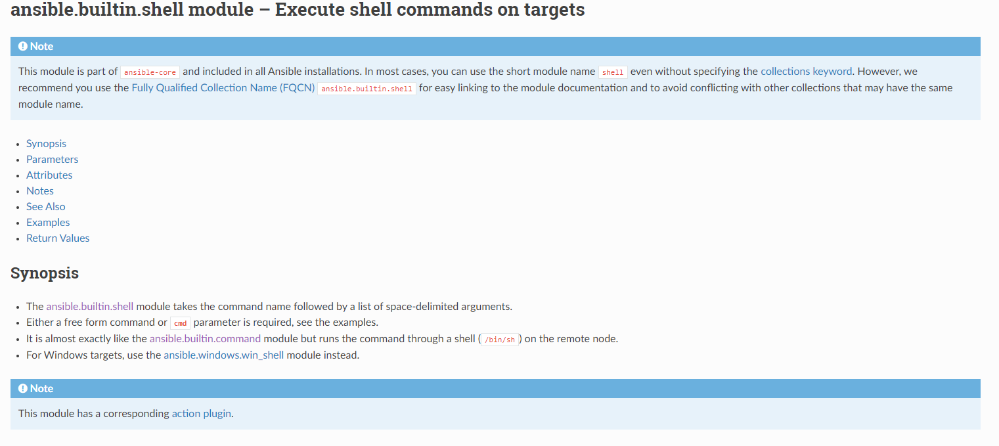 ansible.builtin.shell module – Execute shell commands on targets
Note
This module is part of ansible-core and included in all Ansible installations. In most cases, you can use the short module name shell even without specifying the collections keyword. However, we
recommend you use the Fully Qualified Collection Name (FQCN) ansible.builtin.shell for easy linking to the module documentation and to avoid conflicting with other collections that may have the same
module name.
• Synopsis
• Parameters
• Attributes
• Notes
• See Also
• Examples
• Return Values
Synopsis
• The ansible.builtin.shell module takes the command name followed by a list of space-delimited arguments.
• Either a free form command or cmd parameter is required, see the examples.
• It is almost exactly like the ansible.builtin.command module but runs the command through a shell (/bin/sh) on the remote node.
• For Windows targets, use the ansible.windows.win_shell module instead.
Note
This module has a corresponding action plugin.